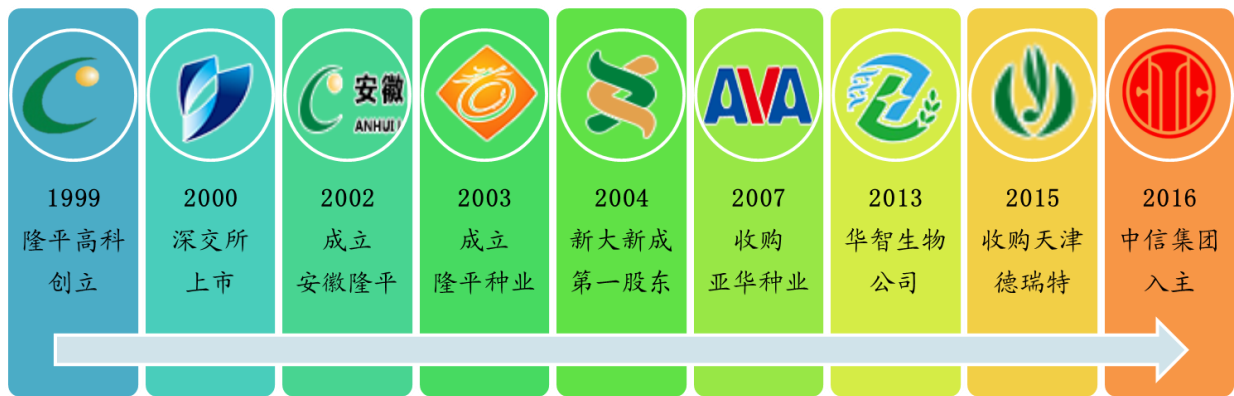 安徽
ANHUI
AVA
1999
隆平高科
创立
2000
深交所
上市
2002
成立
安徽隆平
2003
成立
隆平种业
2004
新大新成
第一股东
2007
收购
亚华种业
2013
华智生物
公司
2015
收购天津
德瑞特
2016
中信集团
入主